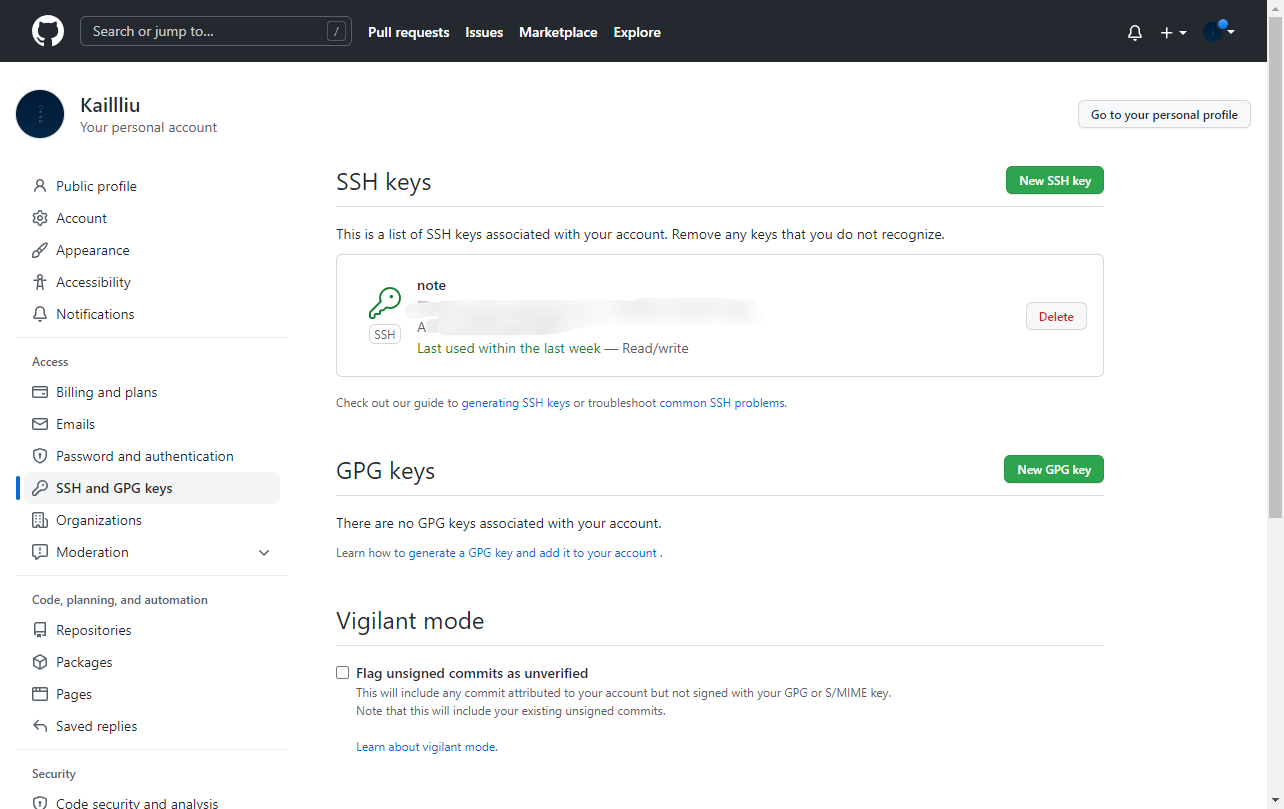 Search or jump to...
/
Pull requests
Issues
Marketplace
Explore
Kaillliu
Your personal account
Go to your personal profile
Public profile
Account
Appearance
Accessibility
Notifications
Access
Billing and plans
Emails
Password and authentication
SSH and GPG keys
Organizations
Moderation
Code, planning, and automation
Repositories
Packages
Pages
Saved replies
Security
Code security and analysis
SSH keys
New SSH key
This is a list of SSH keys associated with your account. Remove any keys that you do not recognize.
note
SSH
A
Last used within the last week — Read/write
Delete
Check out our guide to generating SSH keys or troubleshoot common SSH problems.
GPG keys
New GPG key
There are no GPG keys associated with your account.
Learn how to generate a GPG key and add it to your account .
Vigilant mode
Flag unsigned commits as unverified
This will include any commit attributed to your account but not signed with your GPG or S/MIME key.
Note that this will include your existing unsigned commits.
Learn about vigilant mode.